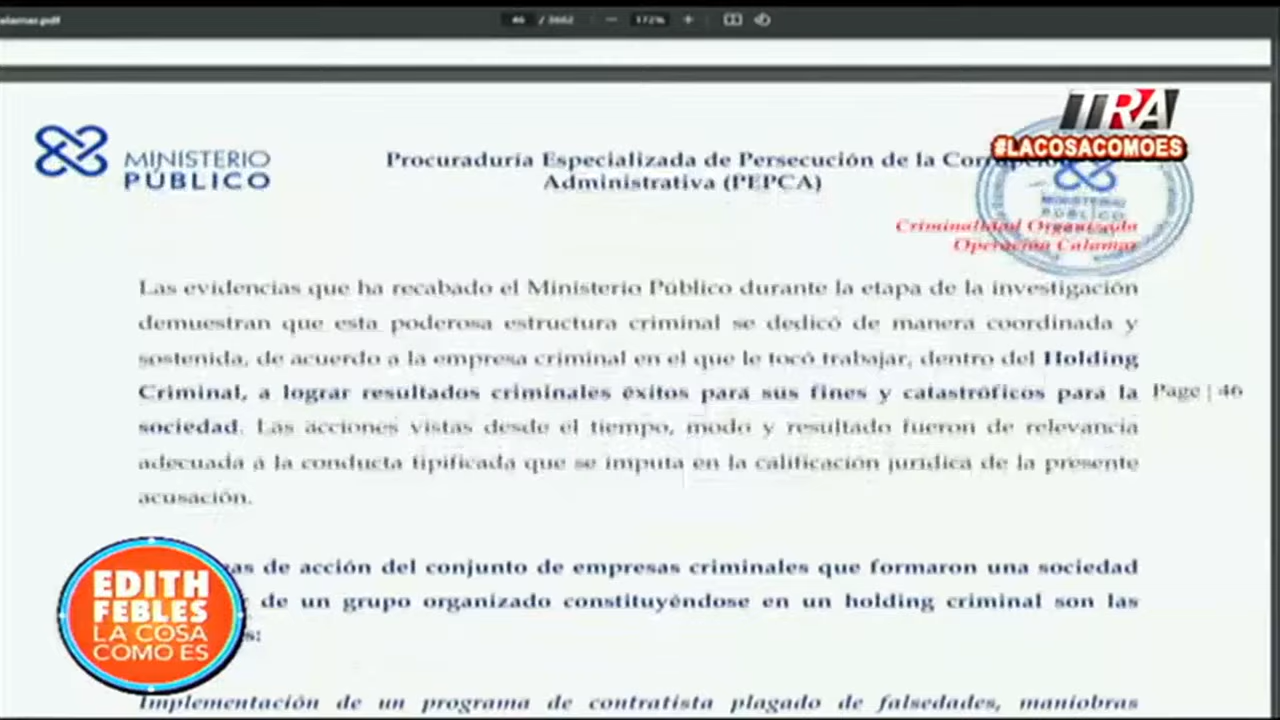 alamar.pdf
46 / 3662
172%
TRA
#LACOSACOMOES
MINISTERIO
PÚBLICO
Procuraduría Especializada de Persecución de la Corrupción
Administrativa (PEPCA)
MINISTERIO
PÚBLICO
Criminalidad Organizada
Operación Calamar
Las evidencias que ha recabado el Ministerio Público durante la etapa de la investigación
demuestran que esta poderosa estructura criminal se dedicó de manera coordinada y
sostenida, de acuerdo a la empresa criminal en el que le tocó trabajar, dentro del Holding
Criminal, a lograr resultados criminales éxitos para sus fines y catastróficos para la
Page | 46
sociedad. Las acciones vistas desde el tiempo, modo y resultado fueron de relevancia
adecuada a la conducta tipificada que se imputa en la calificación jurídica de la presente
acusación.
as de acción del conjunto de empresas criminales que formaron una sociedad
de un grupo organizado constituyéndose en un holding criminal son las
s:
EDITH
FEBLES
LA COSA
COMO ES
Implementación de un programa de contratista plagado de falsedades, maniobras